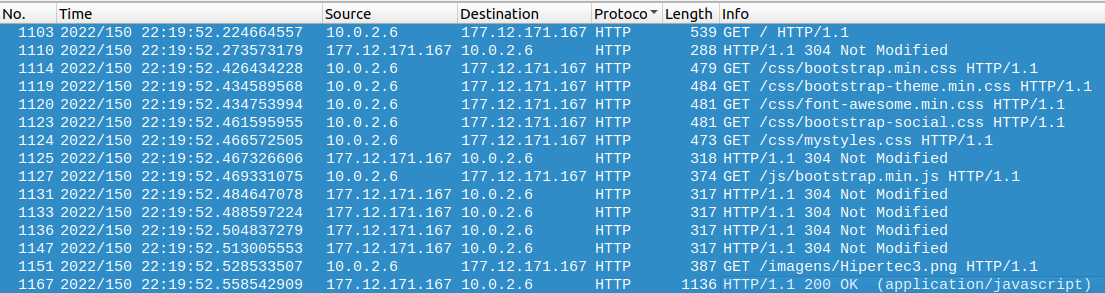 No. Time Source Destination Protoco Length Info
1103 2022/150 22:19:52.224664557 10.0.2.6 177.12.171.167 HTTP 539 GET / HTTP/1.1
1110 2022/150 22:19:52.273573179 177.12.171.167 10.0.2.6 HTTP 288 HTTP/1.1 304 Not Modified
1114 2022/150 22:19:52.426434228 10.0.2.6 177.12.171.167 HTTP 479 GET /css/bootstrap.min.css HTTP/1.1
1119 2022/150 22:19:52.434589568 10.0.2.6 177.12.171.167 HTTP 484 GET /css/bootstrap-theme.min.css HTTP/1.1
1120 2022/150 22:19:52.434753994 10.0.2.6 177.12.171.167 HTTP 481 GET /css/font-awesome.min.css HTTP/1.1
1123 2022/150 22:19:52.461595955 10.0.2.6 177.12.171.167 HTTP 481 GET /css/bootstrap-social.css HTTP/1.1
1124 2022/150 22:19:52.466572505 10.0.2.6 177.12.171.167 HTTP 473 GET /css/mystyles.css HTTP/1.1
1125 2022/150 22:19:52.467326606 177.12.171.167 10.0.2.6 HTTP 318 HTTP/1.1 304 Not Modified
1127 2022/150 22:19:52.469331075 10.0.2.6 177.12.171.167 HTTP 374 GET /js/bootstrap.min.js HTTP/1.1
1131 2022/150 22:19:52.484647078 177.12.171.167 10.0.2.6 HTTP 317 HTTP/1.1 304 Not Modified
1133 2022/150 22:19:52.488597224 177.12.171.167 10.0.2.6 HTTP 317 HTTP/1.1 304 Not Modified
1136 2022/150 22:19:52.504837279 177.12.171.167 10.0.2.6 HTTP 317 HTTP/1.1 304 Not Modified
1147 2022/150 22:19:52.513005553 177.12.171.167 10.0.2.6 HTTP 317 HTTP/1.1 304 Not Modified
1151 2022/150 22:19:52.528533507 10.0.2.6 177.12.171.167 HTTP 387 GET /imagens/Hipertec3.png HTTP/1.1
1167 2022/150 22:19:52.558542909 177.12.171.167 10.0.2.6 HTTP 1136 HTTP/1.1 200 OK (application/javascript)